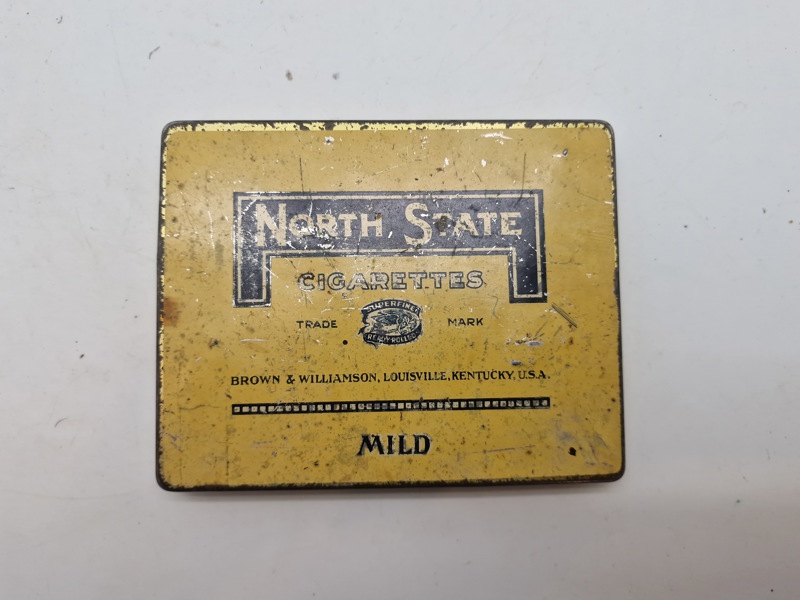 NORTH STATE
CIGARETTES
SUPERFINE
TRADE MARK
READY ROLLED
BROWN & WILLIAMSON, LOUISVILLE, KENTUCKY, U.S.A.
MILD